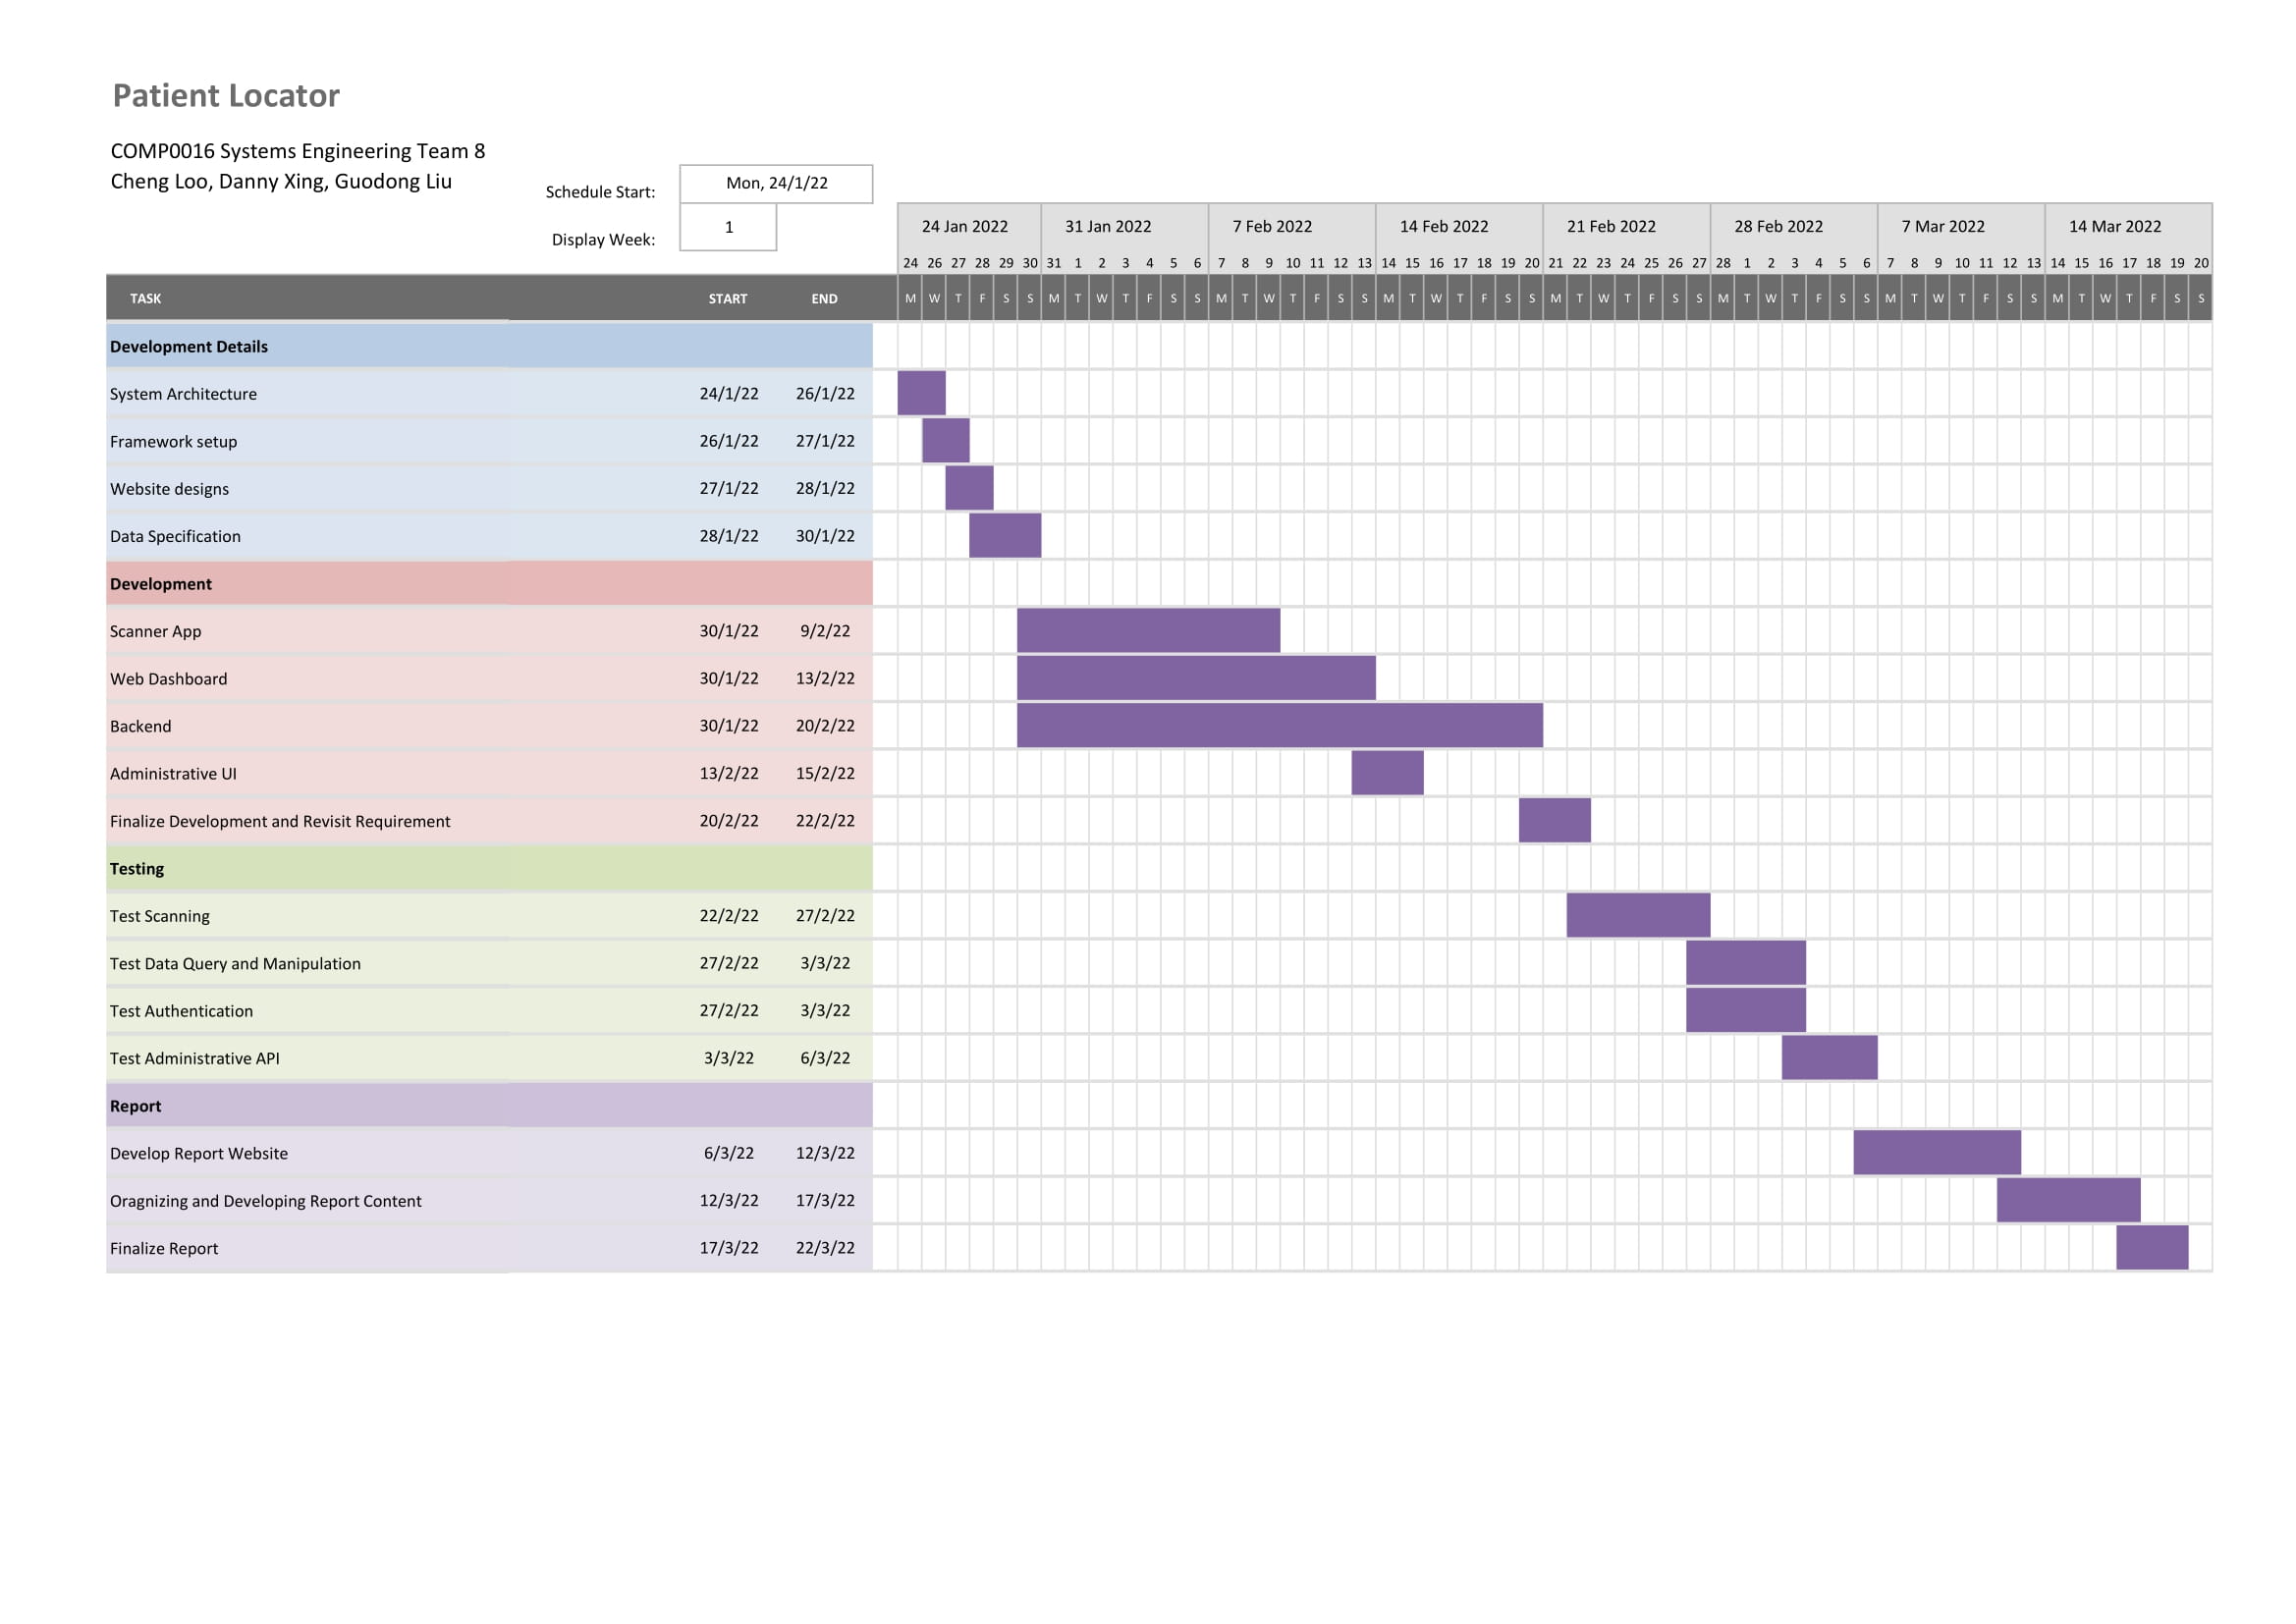 Patient Locator
COMP0016 Systems Engineering Team 8
Cheng Loo, Danny Xing, Guodong Liu
Schedule Start: Mon, 24/1/22
Display Week: 1
24 Jan 2022 31 Jan 2022 7 Feb 2022 14 Feb 2022 21 Feb 2022 28 Feb 2022 7 Mar 2022 14 Mar 2022
24 26 27 28 29 30 31 1 2 3 4 5 6 7 8 9 10 11 12 13 14 15 16 17 18 19 20 21 22 23 24 25 26 27 28 1 2 3 4 5 6 7 8 9 10 11 12 13 14 15 16 17 18 19 20
TASK START END M W T F S S M T W T F S S M T W T F S S M T W T F S S M T W T F S S M T W T F S S M T W T F S S M T W T F S S
Development Details
System Architecture 24/1/22 26/1/22
Framework setup 26/1/22 27/1/22
Website designs 27/1/22 28/1/22
Data Specification 28/1/22 30/1/22
Development
Scanner App 30/1/22 9/2/22
Web Dashboard 30/1/22 13/2/22
Backend 30/1/22 20/2/22
Administrative UI 13/2/22 15/2/22
Finalize Development and Revisit Requirement 20/2/22 22/2/22
Testing
Test Scanning 22/2/22 27/2/22
Test Data Query and Manipulation 27/2/22 3/3/22
Test Authentication 27/2/22 3/3/22
Test Administrative API 3/3/22 6/3/22
Report
Develop Report Website 6/3/22 12/3/22
Oragnizing and Developing Report Content 12/3/22 17/3/22
Finalize Report 17/3/22 22/3/22